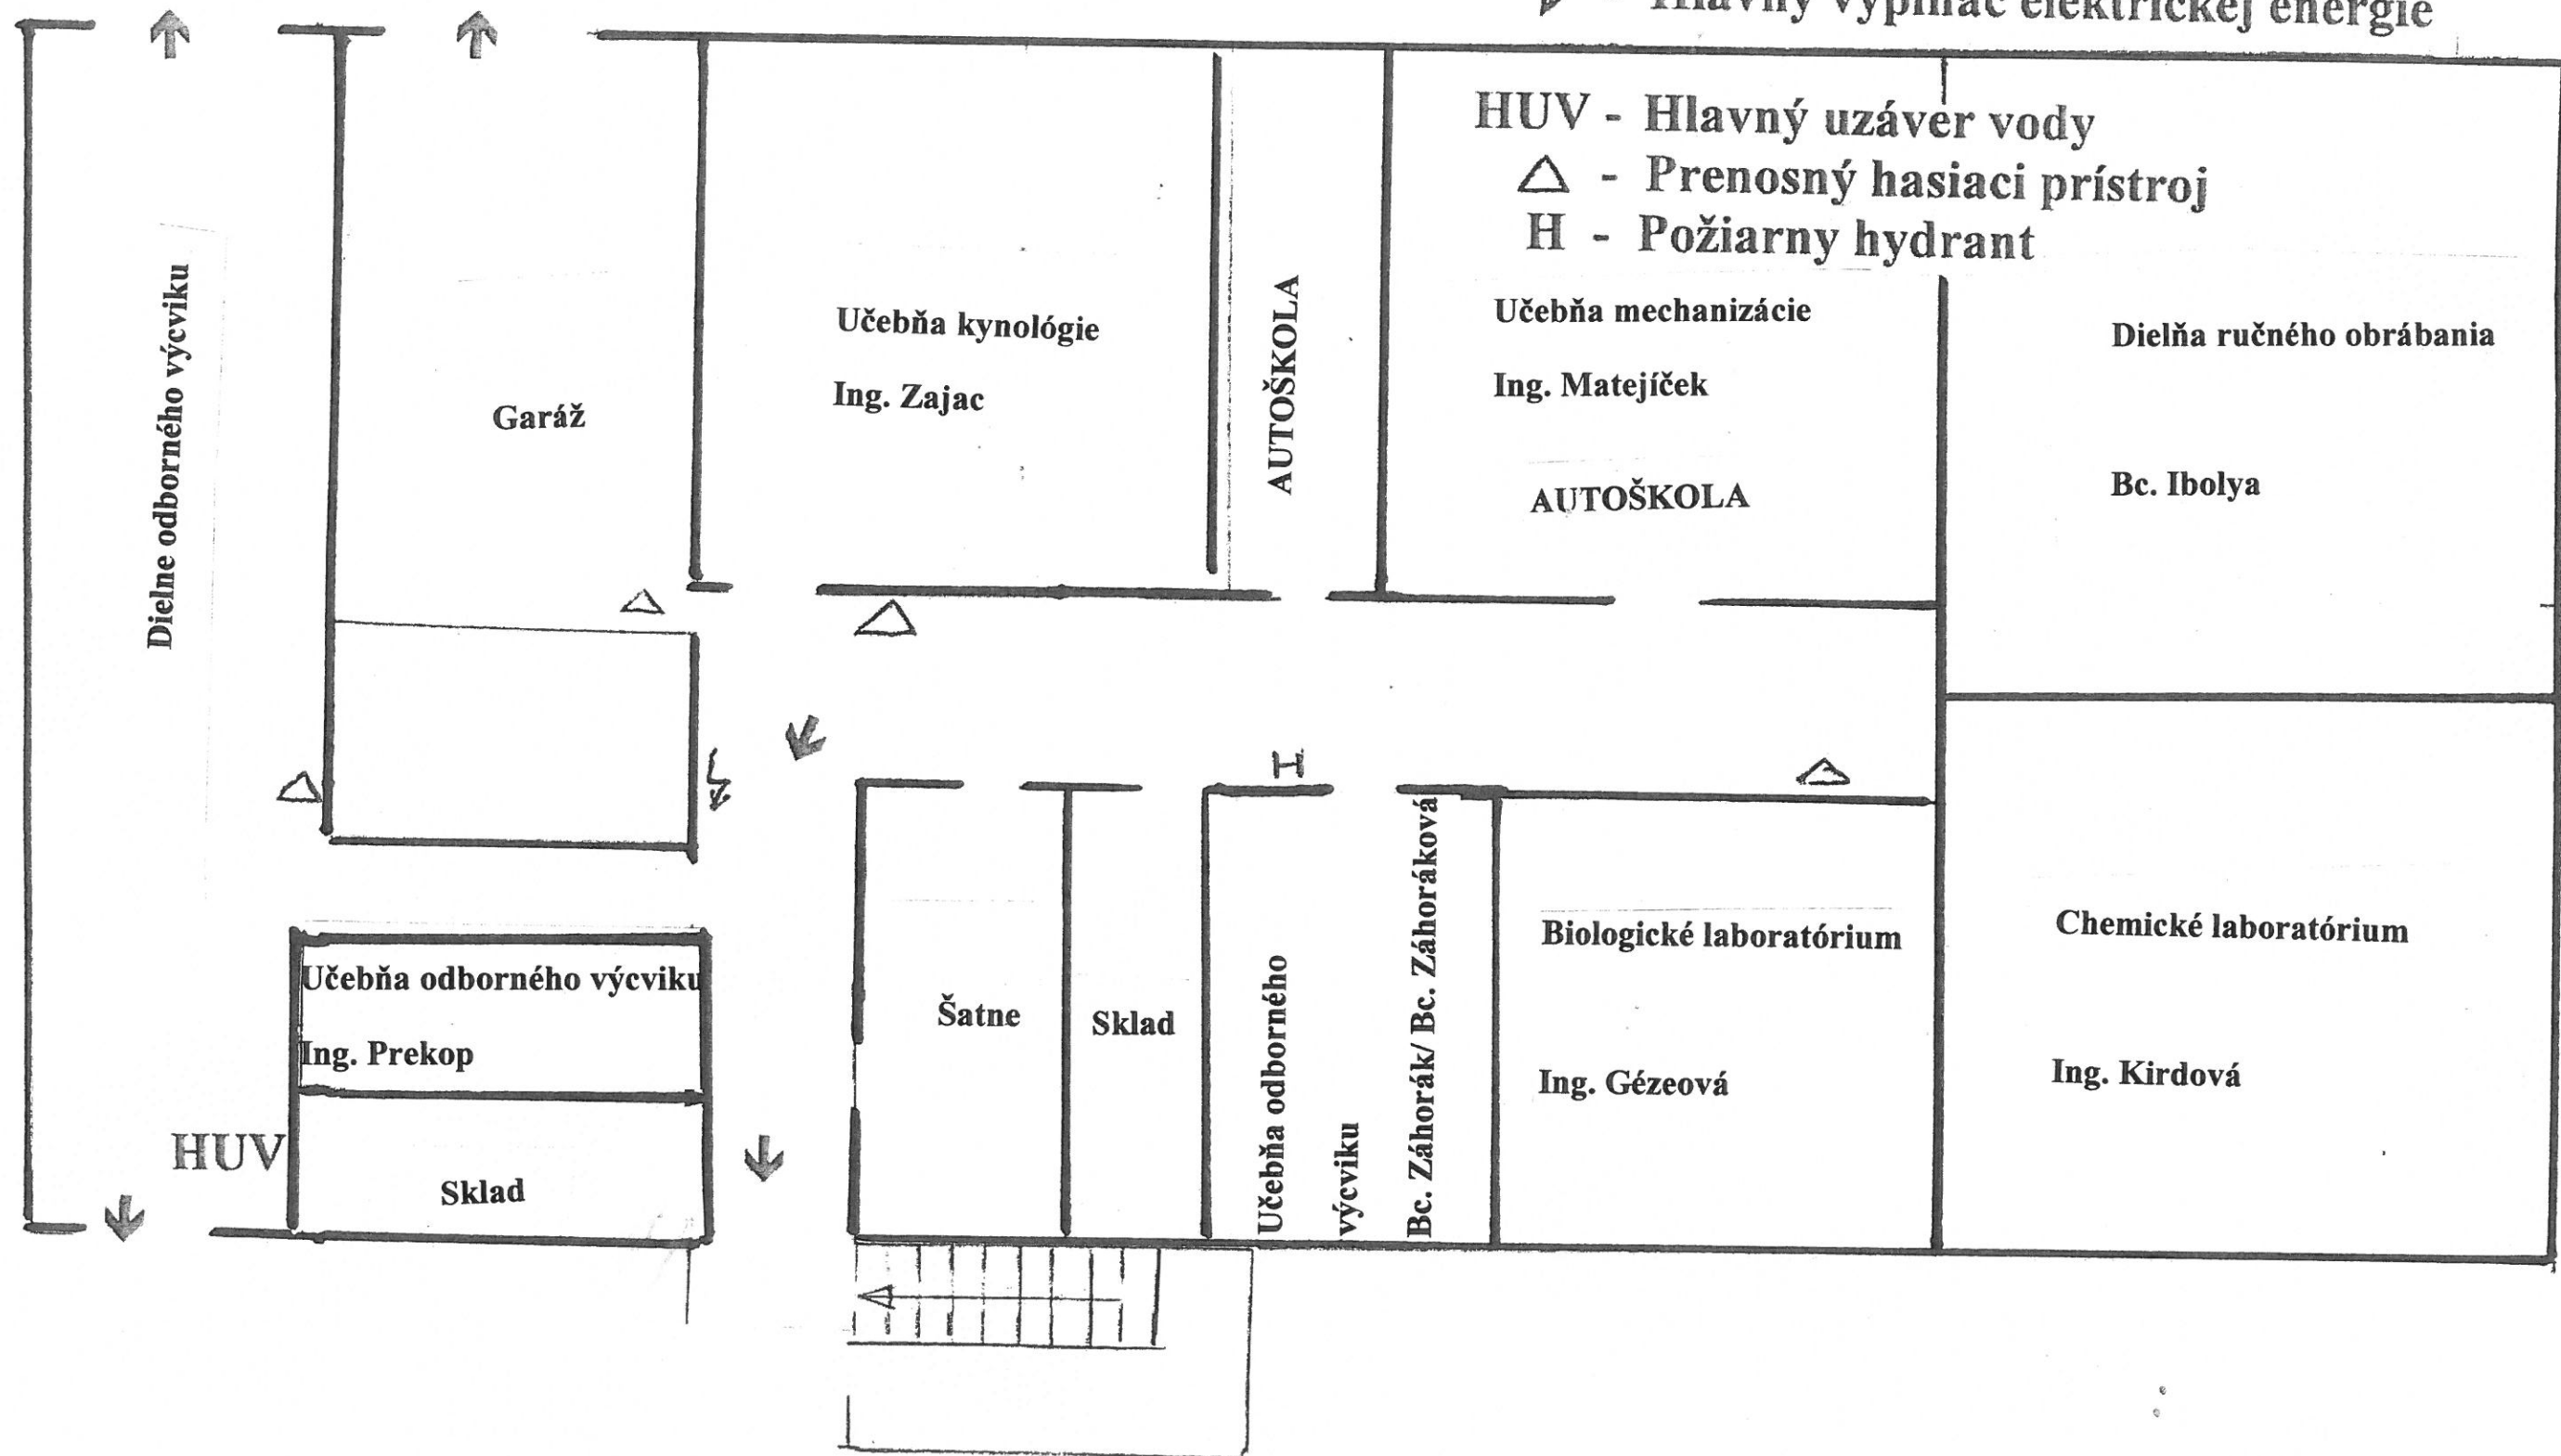 - Hlavný vypínač elektrickej energie
HUV - Hlavný uzáver vody
△ - Prenosný hasiaci prístroj
H - Požiarny hydrant
Dielne odborného výcviku
Garáž
Učebňa kynológie
Ing. Zajac
AUTOŠKOLA
Učebňa mechanizácie
Ing. Matejíček
AUTOŠKOLA
Dielňa ručného obrábania
Bc. Ibolya
H
Učebňa odborného výcviku
Ing. Prekop
HUV
Sklad
Šatne
Sklad
Učebňa odborného
výcviku
Bc. Záhorák/ Bc. Záhoráková
Biologické laboratórium
Ing. Gézeová
Chemické laboratórium
Ing. Kirdová